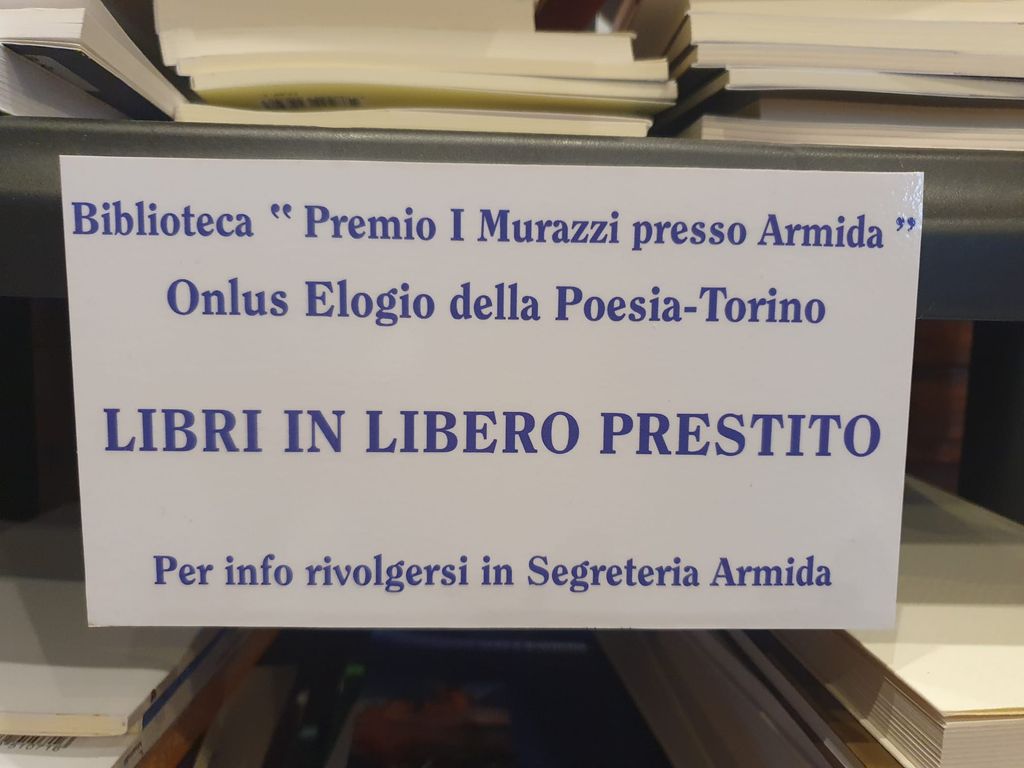 Biblioteca “ Premio I Murazzi presso Armida ”
Onlus Elogio della Poesia-Torino
LIBRI IN LIBERO PRESTITO
Per info rivolgersi in Segreteria Armida